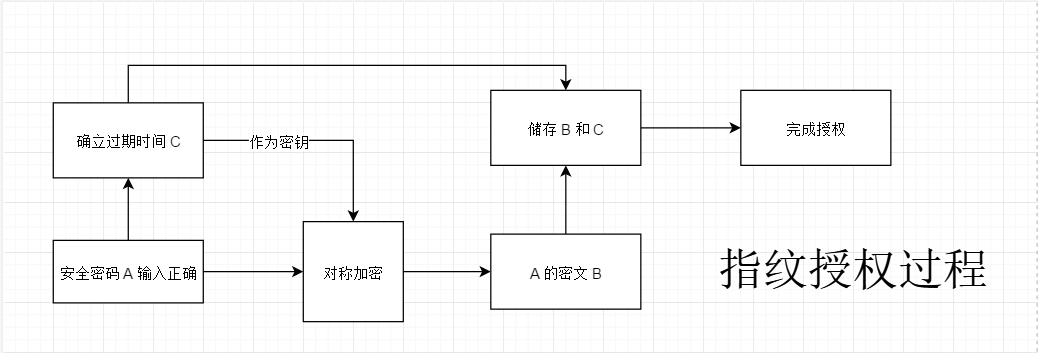 确立过期时间 C
作为密钥
储存 B 和 C
完成授权
安全密码 A 输入正确
对称加密
A 的密文 B
指纹授权过程